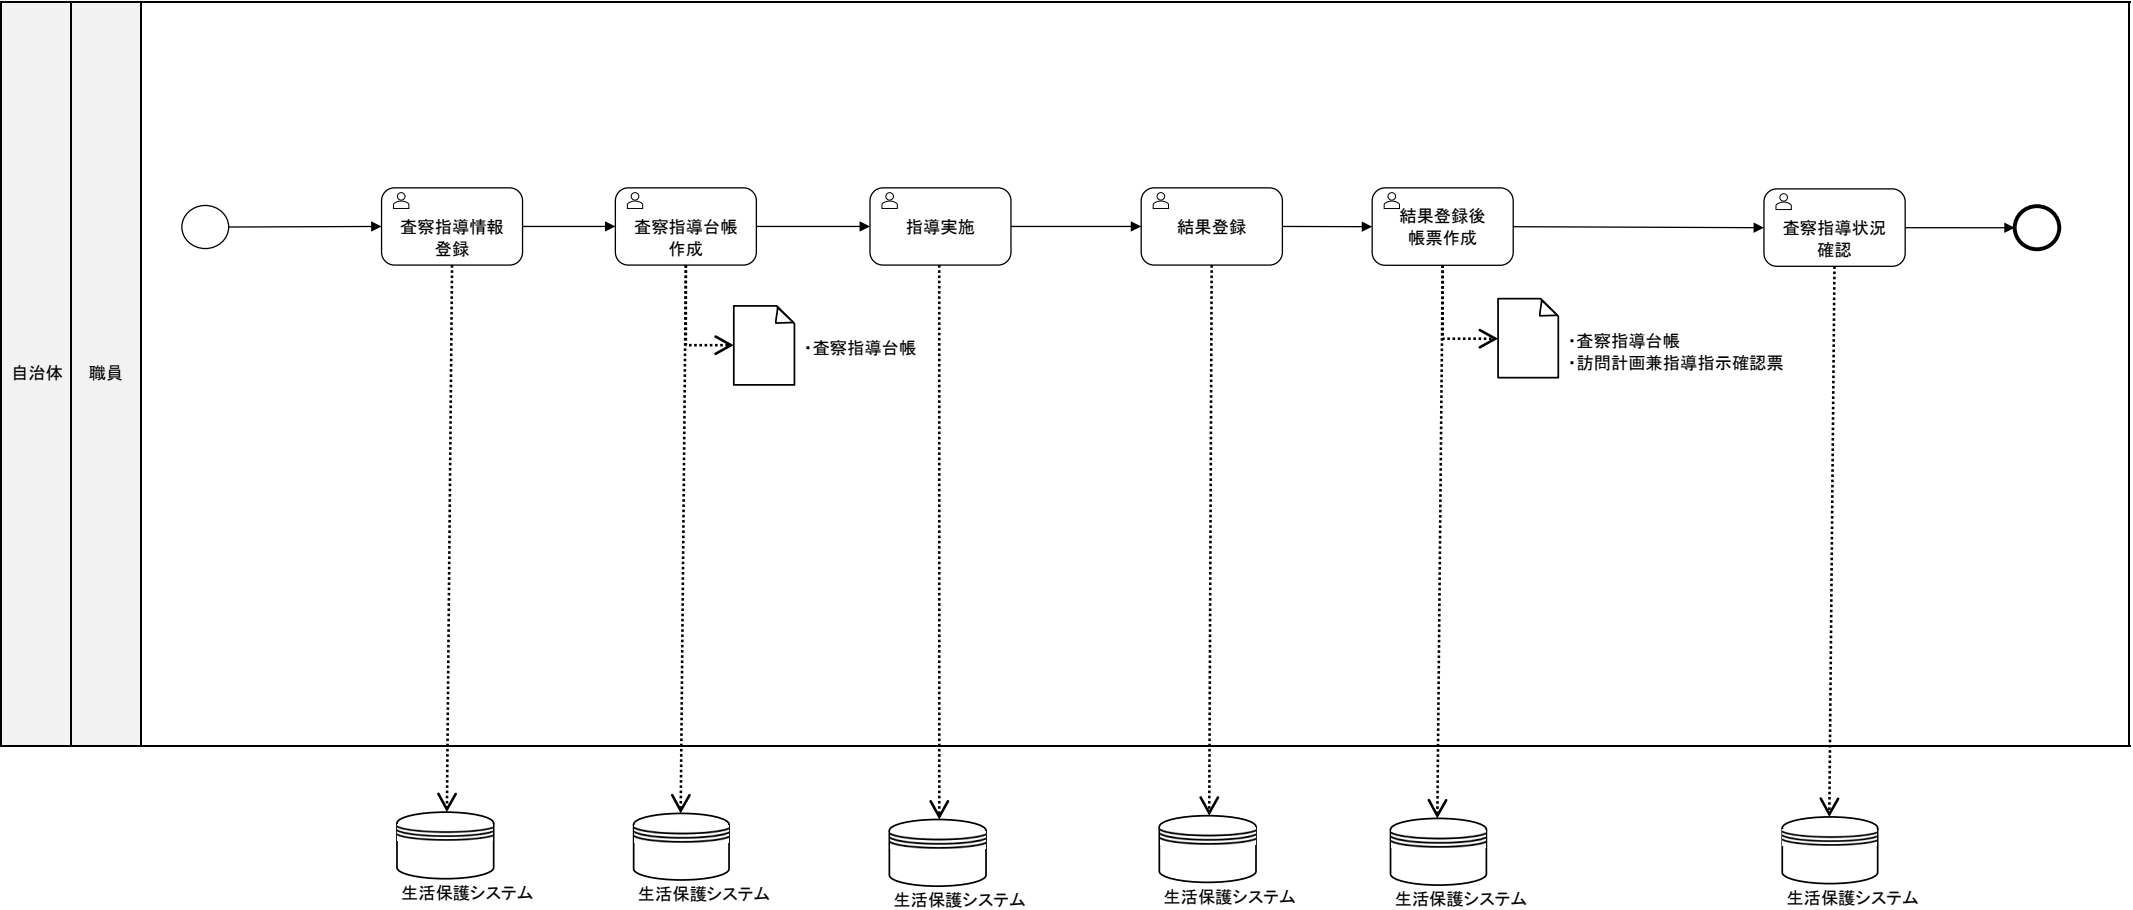 自治体
職員
査察指導情報
登録
査察指導台帳
作成
指導実施
結果登録
結果登録後
帳票作成
査察指導状況
確認
・査察指導台帳
・査察指導台帳
・訪問計画兼指導指示確認票
生活保護システム
生活保護システム
生活保護システム
生活保護システム
生活保護システム
生活保護システム